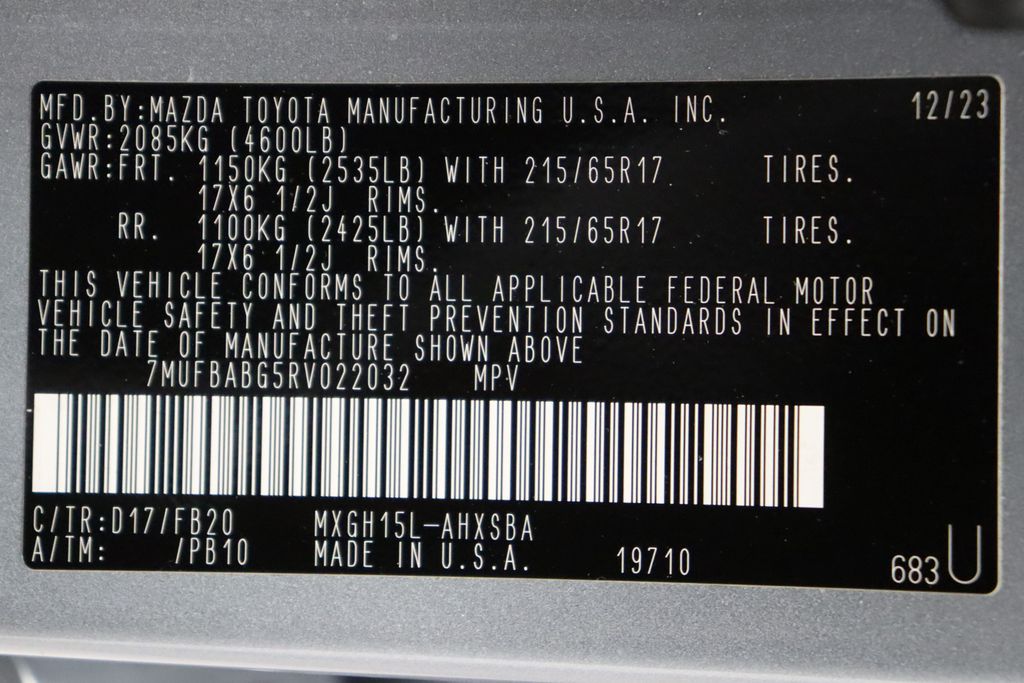 MFD.BY:MAZDA TOYOTA MANUFACTURING U.S.A. INC. 12/23
GVWR:2085KG (4600LB)
GAWR:FRT. 1150KG (2535LB) WITH 215/65R17 TIRES.
17X6 1/2J RIMS.
RR. 1100KG (2425LB) WITH 215/65R17 TIRES.
17X6 1/2J RIMS.
THIS VEHICLE CONFORMS TO ALL APPLICABLE FEDERAL MOTOR
VEHICLE SAFETY AND THEFT PREVENTION STANDARDS IN EFFECT ON
THE DATE OF MANUFACTURE SHOWN ABOVE
7MUFBABG5RV022032 MPV
C/TR:D17/FB20 MXGH15L-AHXSBA
A/TM: /PB10 MADE IN U.S.A. 19710 683 U